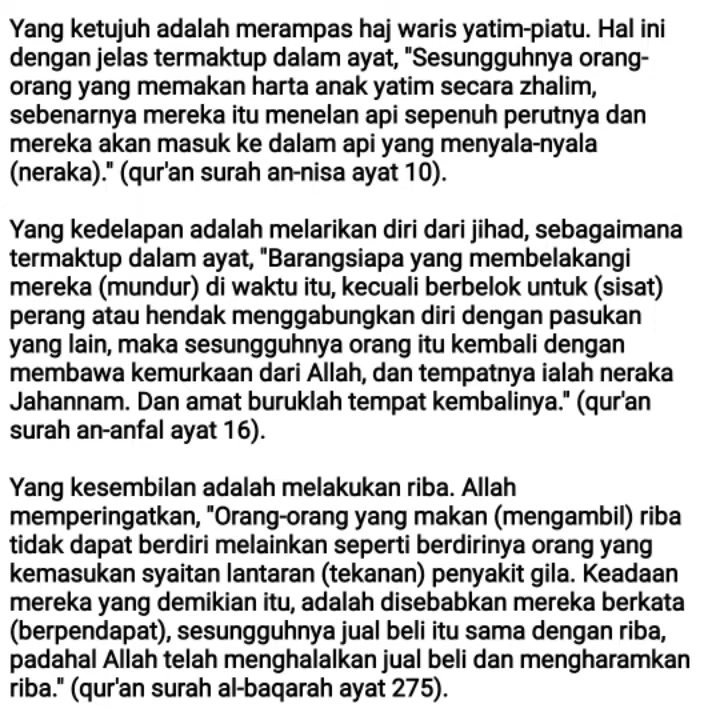 Yang ketujuh adalah merampas haj waris yatim-piatu. Hal ini
dengan jelas termaktup dalam ayat, "Sesungguhnya orang-
orang yang memakan harta anak yatim secara zhalim,
sebenarnya mereka itu menelan api sepenuh perutnya dan
mereka akan masuk ke dalam api yang menyala-nyala
(neraka)." (qur'an surah an-nisa ayat 10).

Yang kedelapan adalah melarikan diri dari jihad, sebagaimana
termaktup dalam ayat, "Barangsiapa yang membelakangi
mereka (mundur) di waktu itu, kecuali berbelok untuk (sisat)
perang atau hendak menggabungkan diri dengan pasukan
yang lain, maka sesungguhnya orang itu kembali dengan
membawa kemurkaan dari Allah, dan tempatnya ialah neraka
Jahannam. Dan amat buruklah tempat kembalinya." (qur'an
surah an-anfal ayat 16).

Yang kesembilan adalah melakukan riba. Allah
memperingatkan, "Orang-orang yang makan (mengambil) riba
tidak dapat berdiri melainkan seperti berdirinya orang yang
kemasukan syaitan lantaran (tekanan) penyakit gila. Keadaan
mereka yang demikian itu, adalah disebabkan mereka berkata
(berpendapat), sesungguhnya jual beli itu sama dengan riba,
padahal Allah telah menghalalkan jual beli dan mengharamkan
riba." (qur'an surah al-baqarah ayat 275).